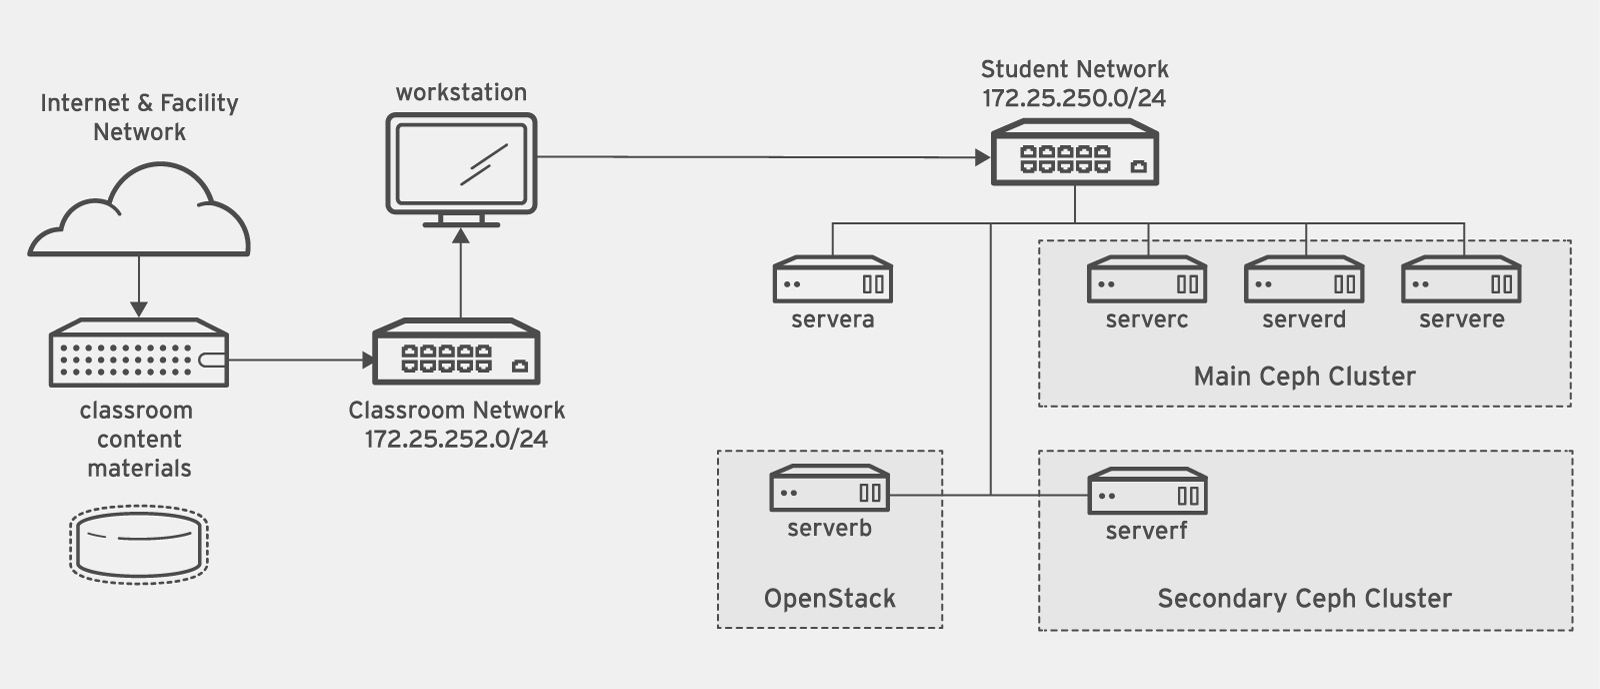 Internet & Facility
Network
workstation
Student Network
172.25.250.0/24
servera
serverc
serverd
servere
Main Ceph Cluster
classroom
content
materials
Classroom Network
172.25.252.0/24
serverb
OpenStack
serverf
Secondary Ceph Cluster